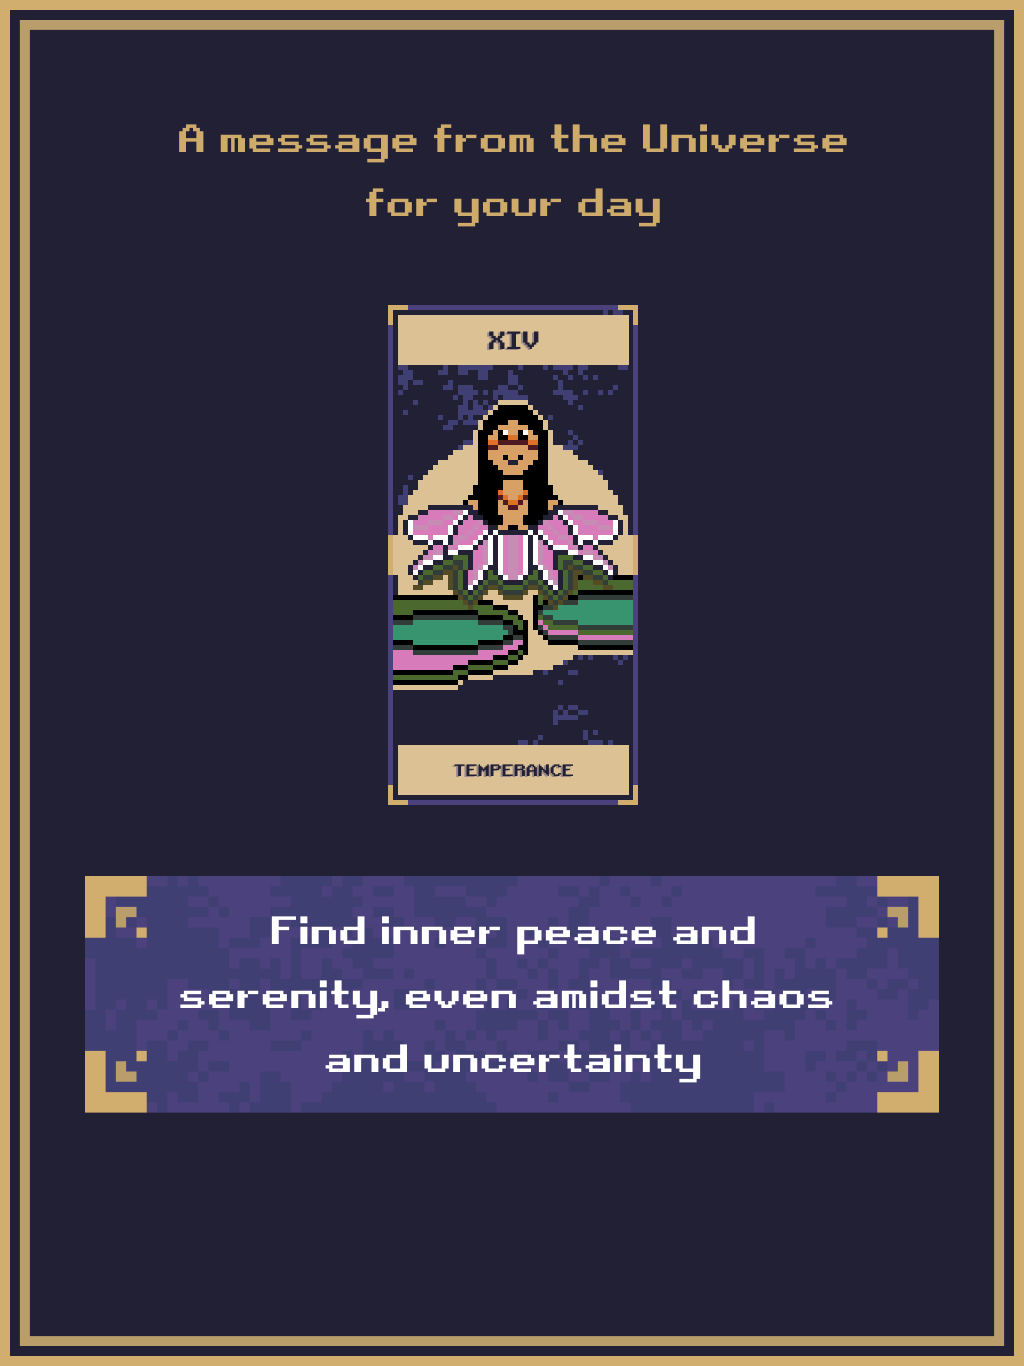 A message from the Universe
for your day
XIV
TEMPERANCE
Find inner peace and
serenity, even amidst chaos
and uncertainty